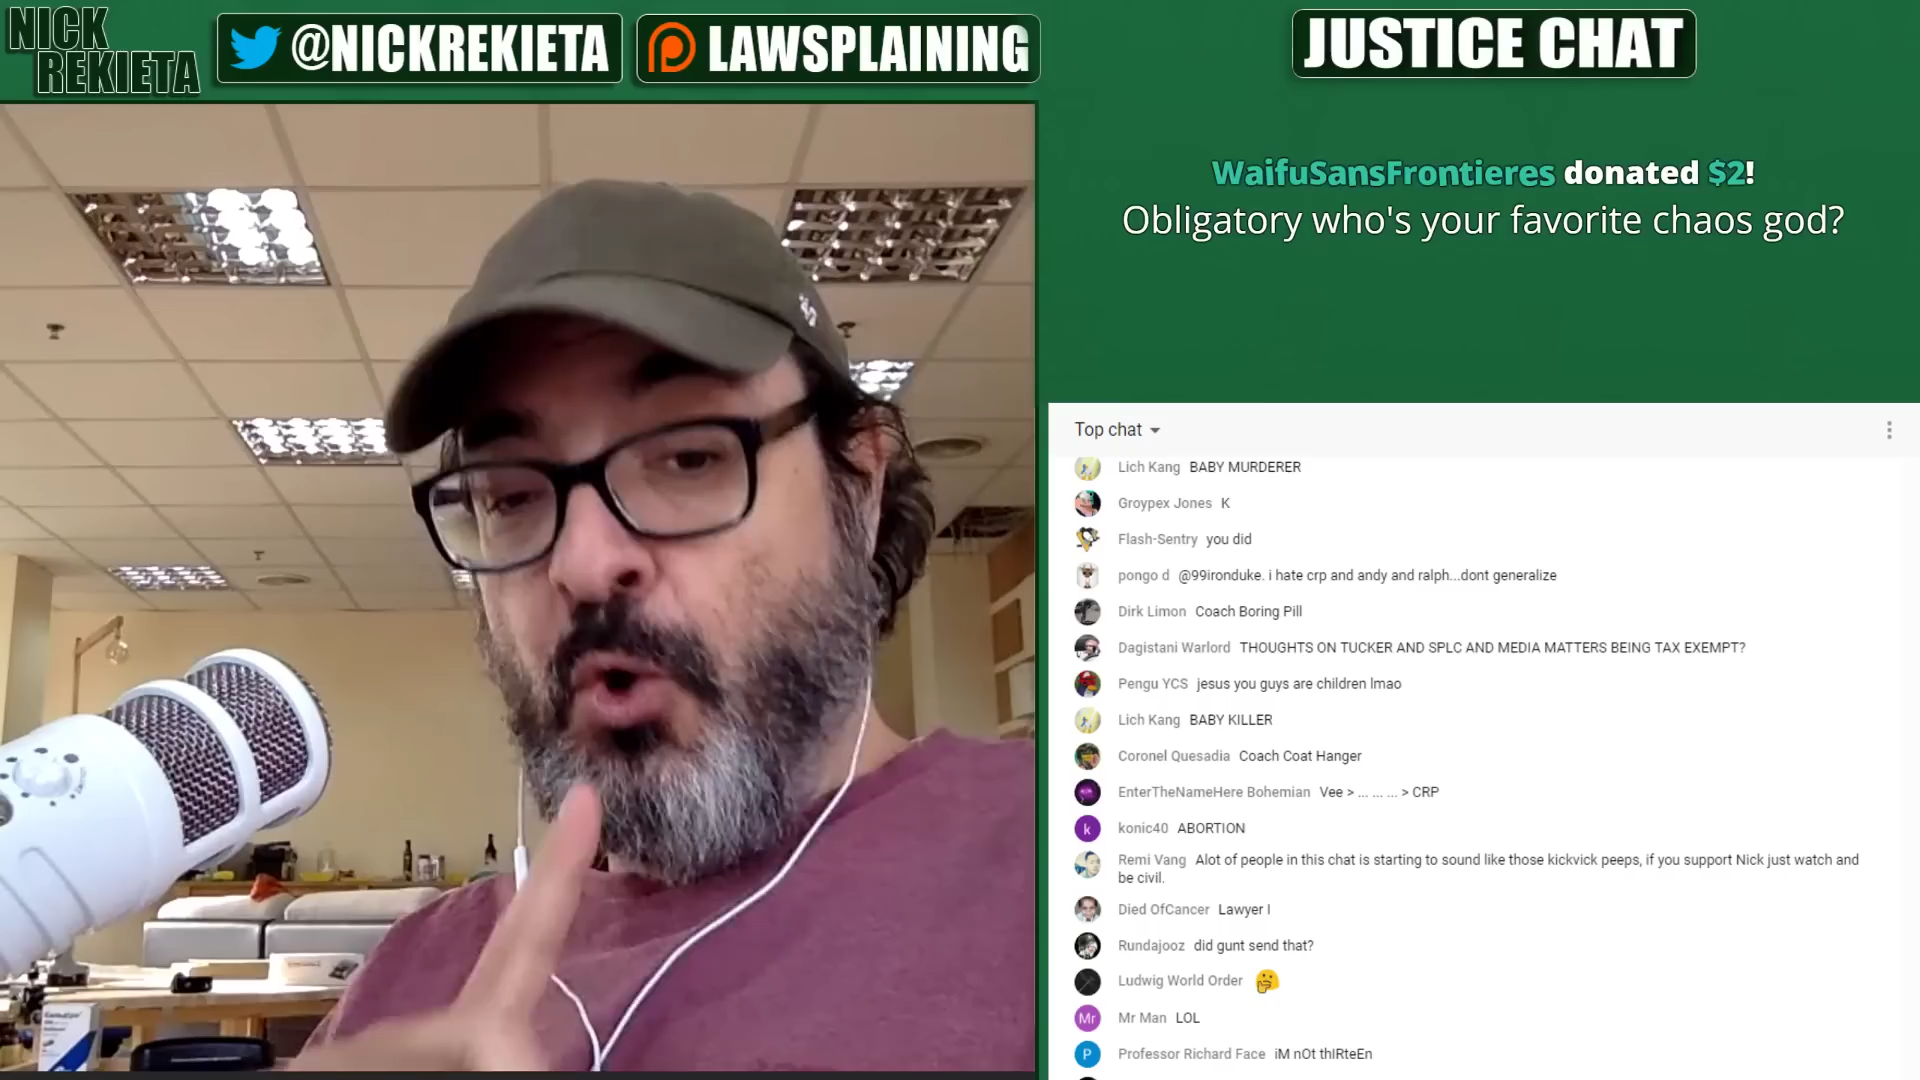 NICK
REKIETA
@NICKREKIETA
LAWSPLAINING
JUSTICE CHAT
WaifuSansFrontieres donated $2!
Obligatory who's your favorite chaos god?
Top chat
Lich Kang BABY MURDERER
Groypex Jones K
Flash-Sentry you did
pongo d @99ironduke. i hate crp and andy and ralph...dont generalize
Dirk Limon Coach Boring Pill
Dagistani Warlord THOUGHTS ON TUCKER AND SPLC AND MEDIA MATTERS BEING TAX EXEMPT?
Pengu YCS jesus you guys are children lmao
Lich Kang BABY KILLER
Coronel Quesadia Coach Coat Hanger
EnterTheNameHere Bohemian Vee > ... ... ... > CRP
k konic40 ABORTION
Remi Vang Alot of people in this chat is starting to sound like those kickvick peeps, if you support Nick just watch and
be civil.
Died OfCancer Lawyer I
Rundajooz did gunt send that?
Ludwig World Order 🤔
Mr Mr Man LOL
P Professor Richard Face iM nOt thIRteEn